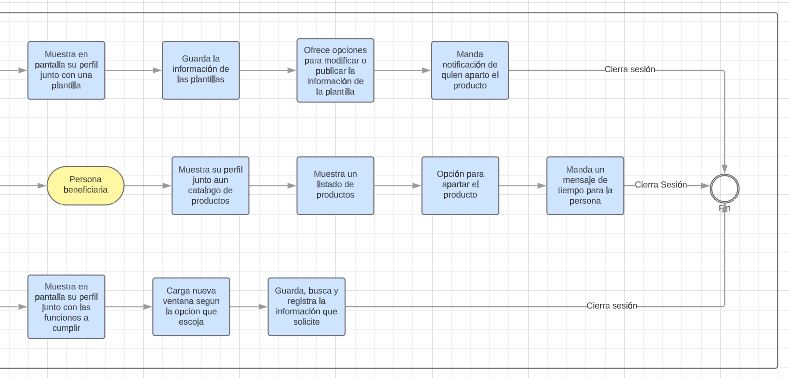 Muestra en
pantalla su perfil
junto con una
plantilla
Guarda la
información de
las plantillas
Ofrece opciones
para modificar o
publicar la
Información de
la plantilla
Manda
notificación de
quien aparto el
producto
Cierra sesión
Persona
beneficiaria
Muestra su perfil
junto aun
catalogo de
productos
Muestra un
listado de
productos
Opción para
apartar el
producto
Manda un
mensaje de
tiempo para la
persona
Cierra Sesión
Fin
Muestra en
pantalla su perfil
junto con las
funciones a
cumplir
Carga nueva
ventana segun
la opcion que
escoja
Guarda, busca y
registra la
información que
solicite
Cierra sesión